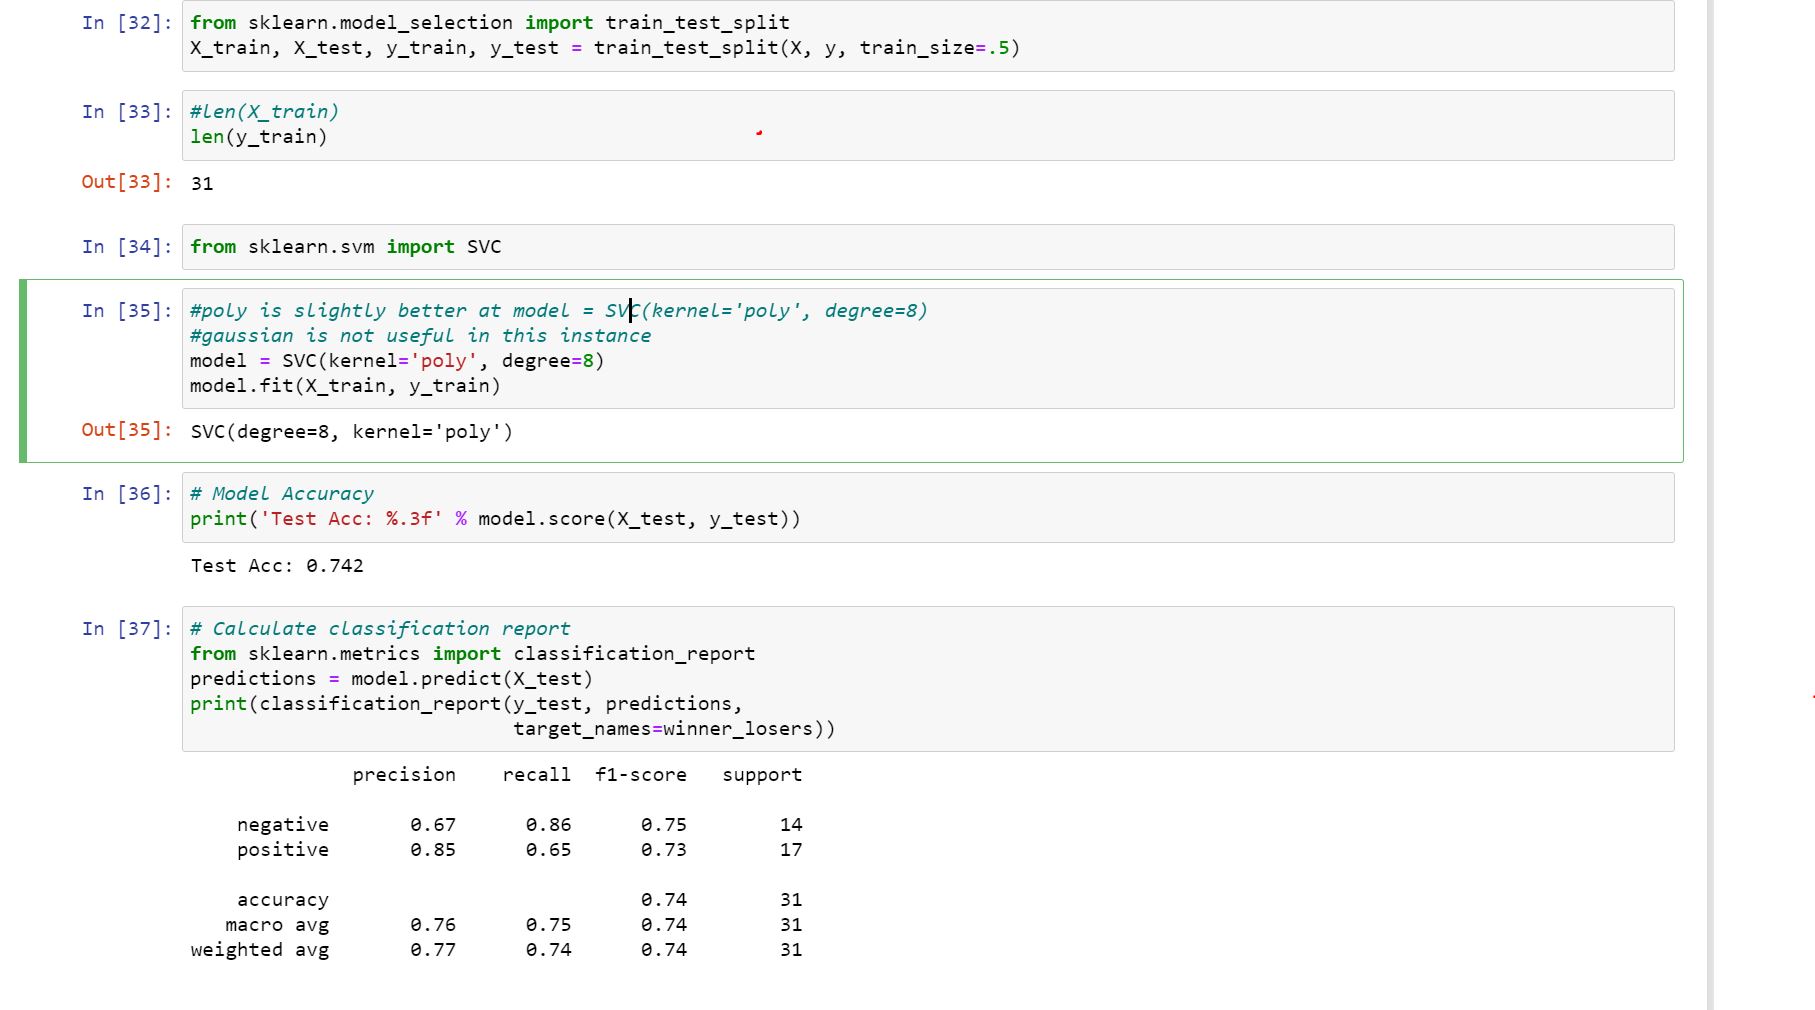 In [32]: from sklearn.model_selection import train_test_split
X_train, X_test, y_train, y_test = train_test_split(X, y, train_size=.5)
In [33]: #len(X_train)
len(y_train)
Out[33]: 31
In [34]: from sklearn.svm import SVC
In [35]: #poly is slightly better at model = SVC(kernel='poly', degree=8)
#gaussian is not useful in this instance
model = SVC(kernel='poly', degree=8)
model.fit(X_train, y_train)
Out[35]: SVC(degree=8, kernel='poly')
In [36]: # Model Accuracy
print('Test Acc: %.3f' % model.score(X_test, y_test))
Test Acc: 0.742
In [37]: # Calculate classification report
from sklearn.metrics import classification_report
predictions = model.predict(X_test)
print(classification_report(y_test, predictions,
target_names=winner_losers))
precision recall f1-score support
negative 0.67 0.86 0.75 14
positive 0.85 0.65 0.73 17
accuracy 0.74 31
macro avg 0.76 0.75 0.74 31
weighted avg 0.77 0.74 0.74 31